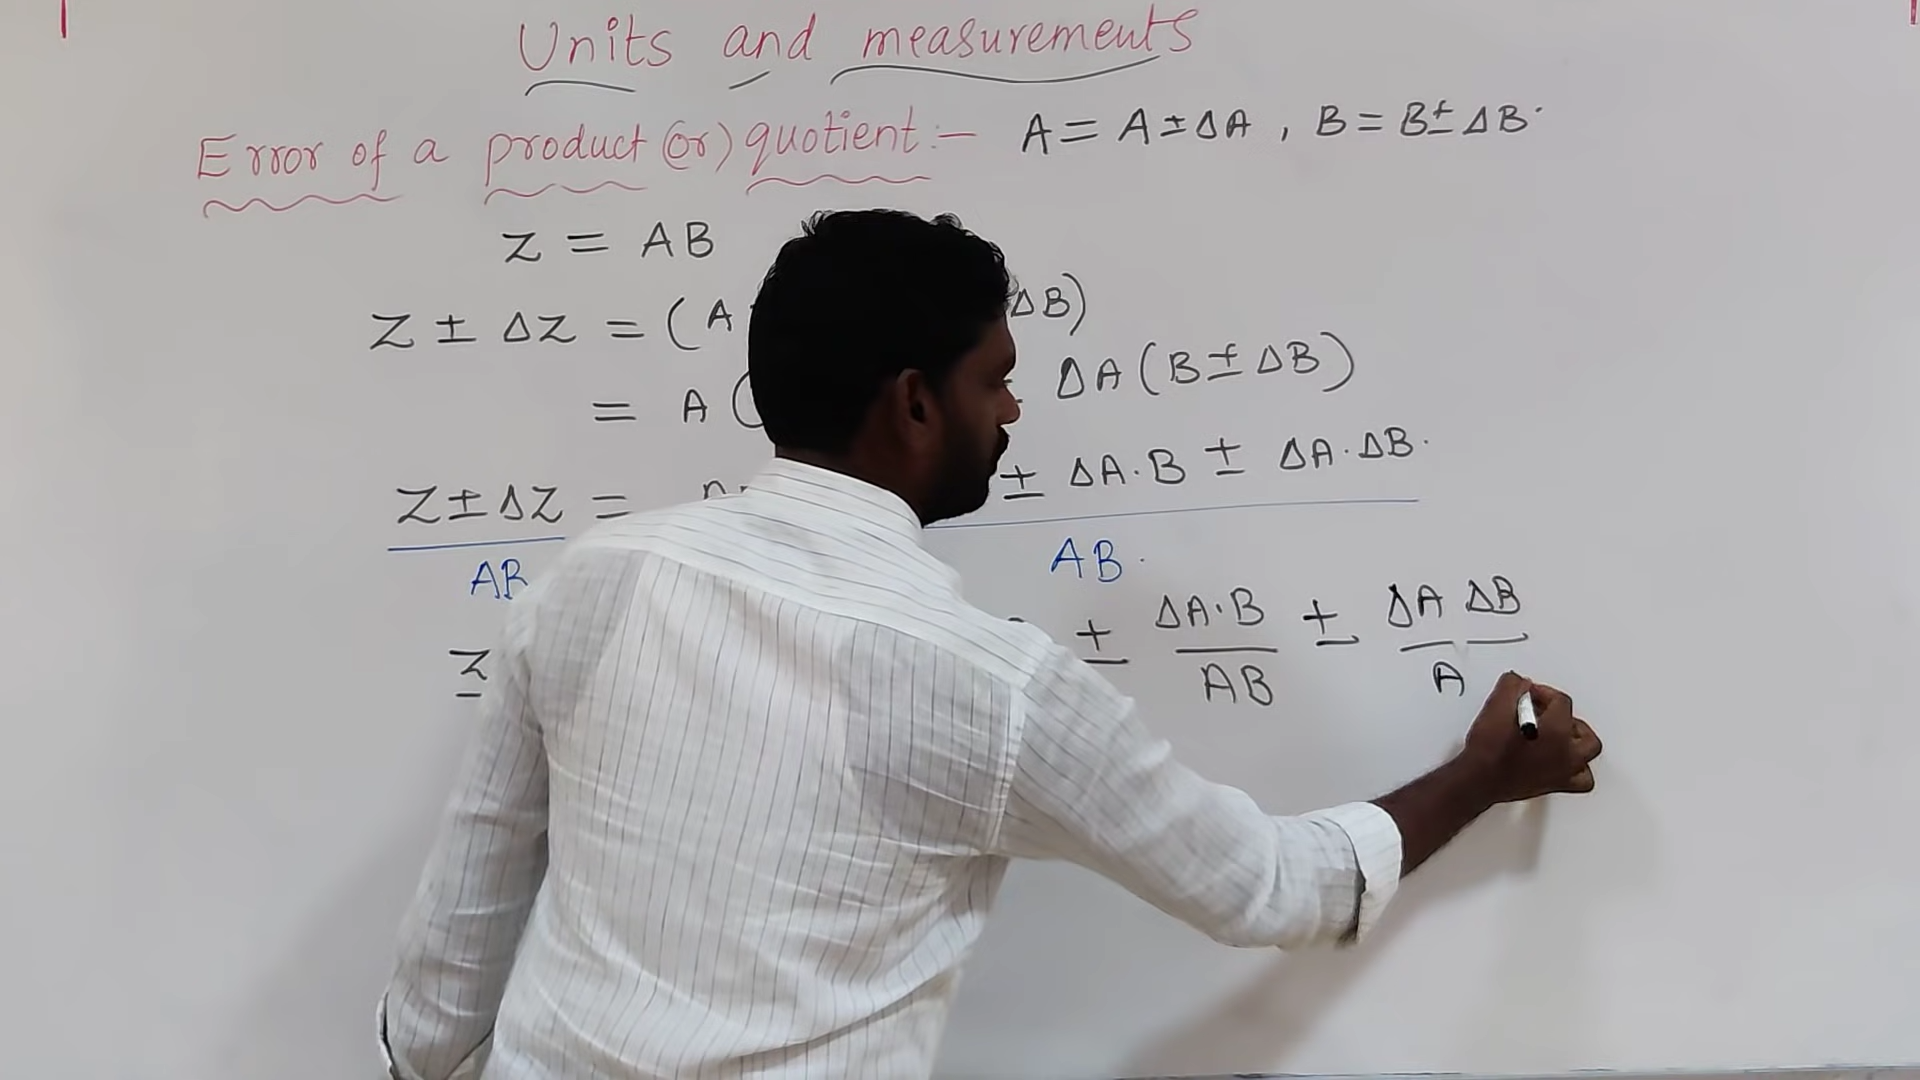 Units and measurements
Error of a product (or) quotient:- A = A ± ΔA , B = B ± ΔB.
Z = AB
Z ± ΔZ = (A ΔB)
= A ( ΔA (B ± ΔB)
Z ± ΔZ = ± ΔA·B ± ΔA·ΔB.
AB AB.
Z ± ΔA·B ± ΔA ΔB
AB A